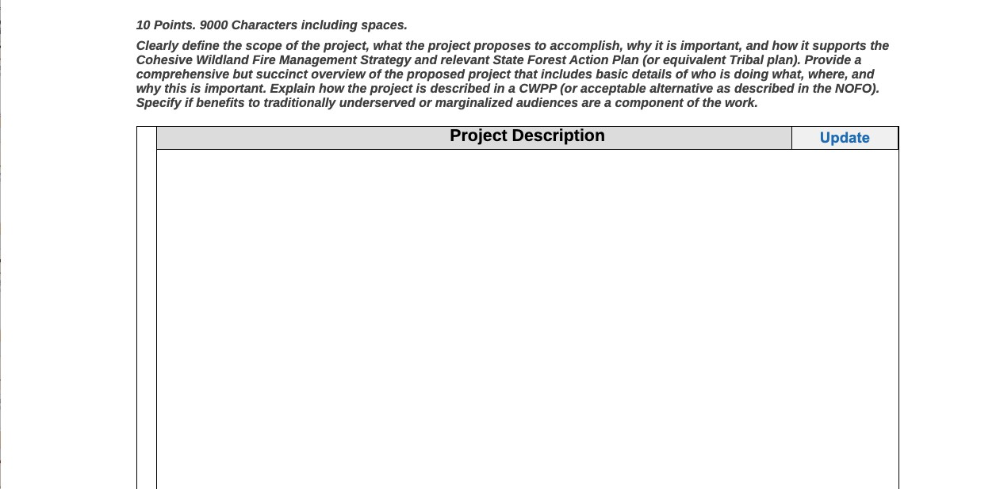 10 Points. 9000 Characters including spaces.
Clearly define the scope of the project, what the project proposes to accomplish, why it is important, and how it supports the
Cohesive Wildland Fire Management Strategy and relevant State Forest Action Plan (or equivalent Tribal plan). Provide a
comprehensive but succinct overview of the proposed project that includes basic details of who is doing what, where, and
why this is important. Explain how the project is described in a CWPP (or acceptable alternative as described in the NOFO).
Specify if benefits to traditionally underserved or marginalized audiences are a component of the work.
Project Description
Update